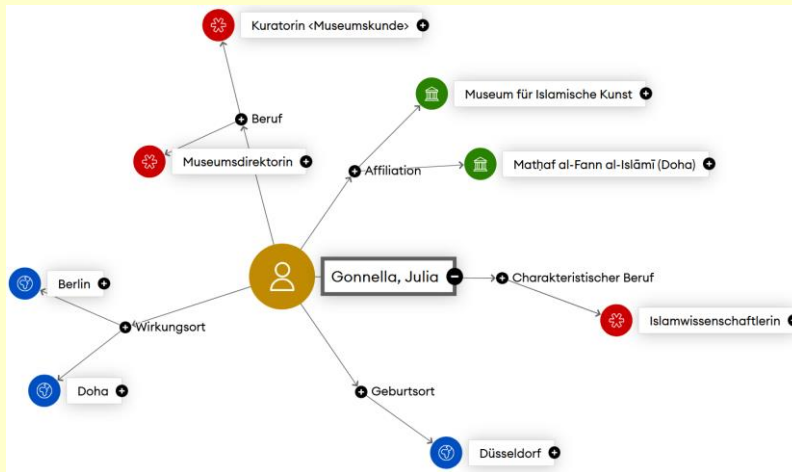 Kuratorin <Museumskunde>
Museum für Islamische Kunst
Beruf
Museumsdirektorin
Affiliation
Matḥaf al-Fann al-Islāmī (Doha)
Gonnella, Julia
Charakteristischer Beruf
Berlin
Islamwissenschaftlerin
Wirkungsort
Doha
Geburtsort
Düsseldorf